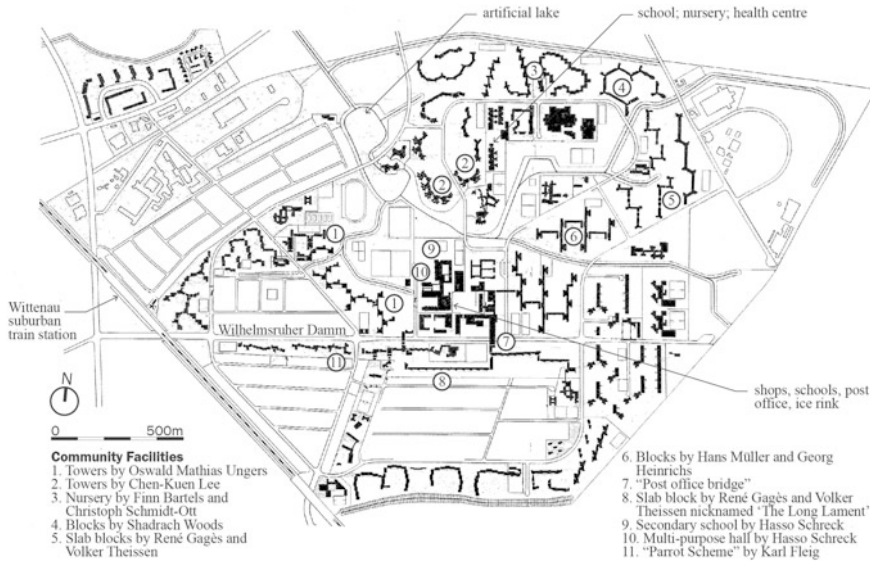 artificial lake
school; nursery; health centre
3
4
2
2
5
1
6
9
10
1
Wittenau
suburban
train station
Wilhelmsruher Damm
7
11
8
shops, schools, post
office, ice rink
N
0 500m
Community Facilities
1. Towers by Oswald Mathias Ungers
2. Towers by Chen-Kuen Lee
3. Nursery by Finn Bartels and
Christoph Schmidt-Ott
4. Blocks by Shadrach Woods
5. Slab blocks by René Gagès and
Volker Theissen
6. Blocks by Hans Müller and Georg
Heinrichs
7. “Post office bridge”
8. Slab block by René Gagès and Volker
Theissen nicknamed ‘The Long Lament’
9. Secondary school by Hasso Schreck
10. Multi-purpose hall by Hasso Schreck
11. “Parrot Scheme” by Karl Fleig